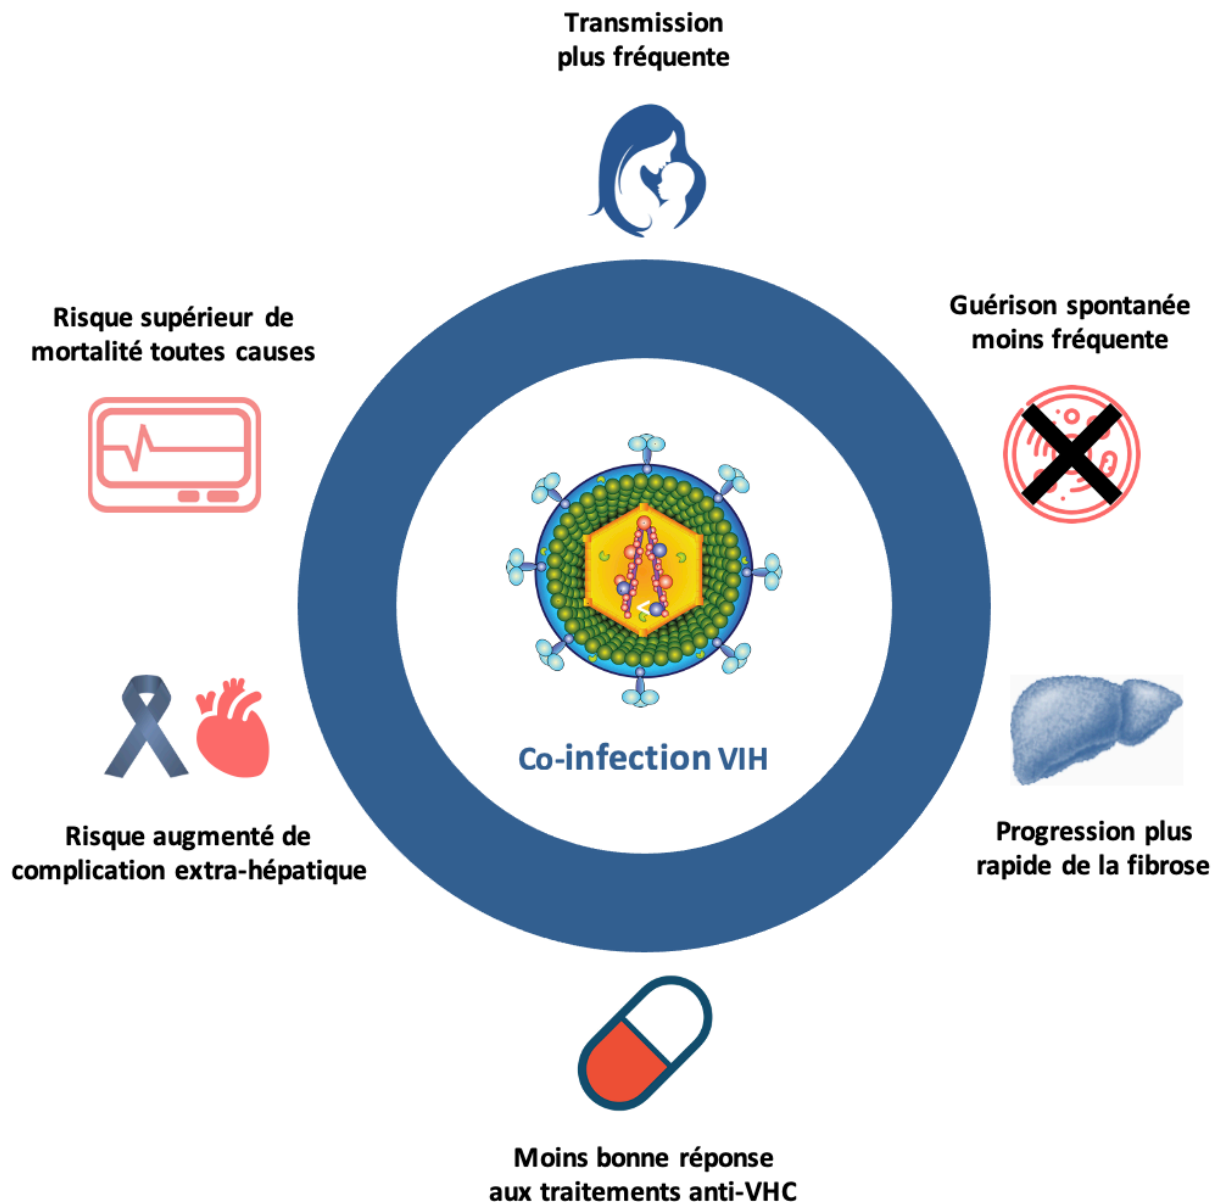 Transmission
plus fréquente
Risque supérieur de
mortalité toutes causes
Guérison spontanée
moins fréquente
Co-infection VIH
Risque augmenté de
complication extra-hépatique
Progression plus
rapide de la fibrose
Moins bonne réponse
aux traitements anti-VHC